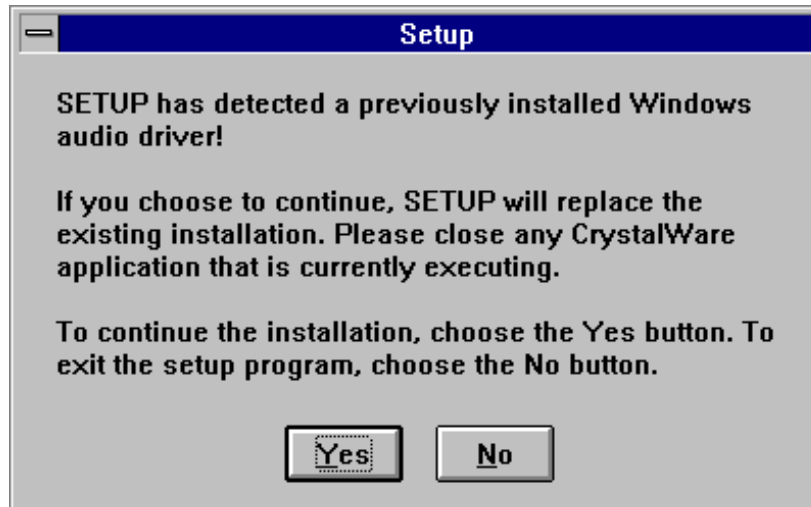 Setup
SETUP has detected a previously installed Windows
audio driver!
If you choose to continue, SETUP will replace the
existing installation. Please close any CrystalWare
application that is currently executing.
To continue the installation, choose the Yes button. To
exit the setup program, choose the No button.
Yes No